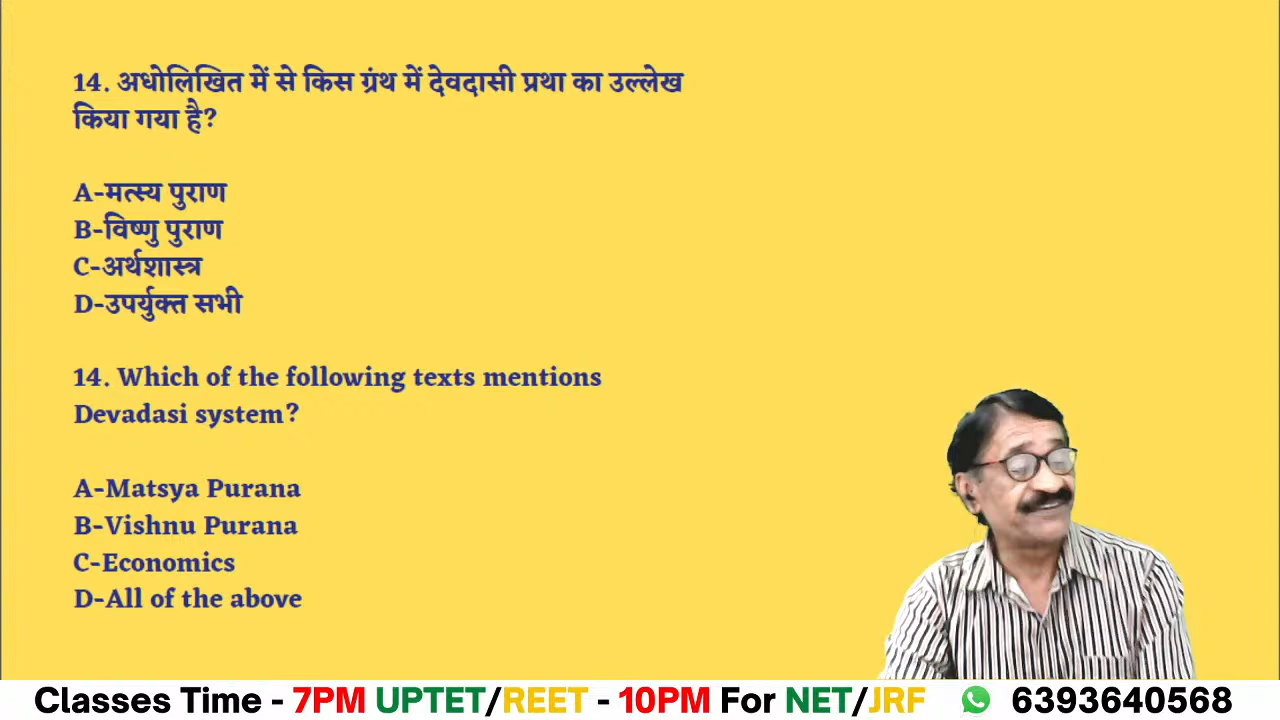 14. अधोलिखित में से किस ग्रंथ में देवदासी प्रथा का उल्लेख
किया गया है?
A-मत्स्य पुराण
B-विष्णु पुराण
C-अर्थशास्त्र
D-उपर्युक्त सभी
14. Which of the following texts mentions
Devadasi system?
A-Matsya Purana
B-Vishnu Purana
C-Economics
D-All of the above
Classes Time - 7PM UPTET/REET - 10PM For NET/JRF 6393640568